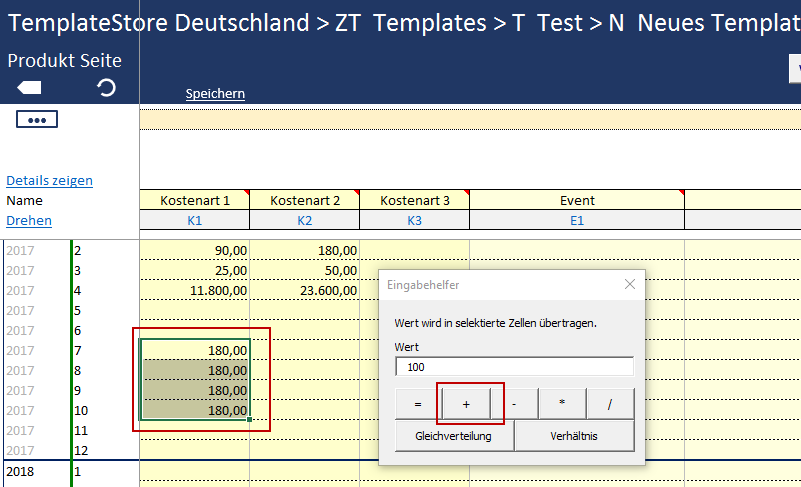 TemplateStore Deutschland > ZT Templates > T Test > N Neues Templat
Produkt Seite
Speichern
Details zeigen
Name Kostenart 1 Kostenart 2 Kostenart 3 Event
Drehen K1 K2 K3 E1
2017 2 90,00 180,00
2017 3 25,00 50,00
2017 4 11.800,00 23.600,00
2017 5
2017 6
2017 7 180,00
2017 8 180,00
2017 9 180,00
2017 10 180,00
2017 11
2017 12
2018 1
Eingabehelfer
Wert wird in selektierte Zellen übertragen.
Wert
100
= + - * /
Gleichverteilung Verhältnis